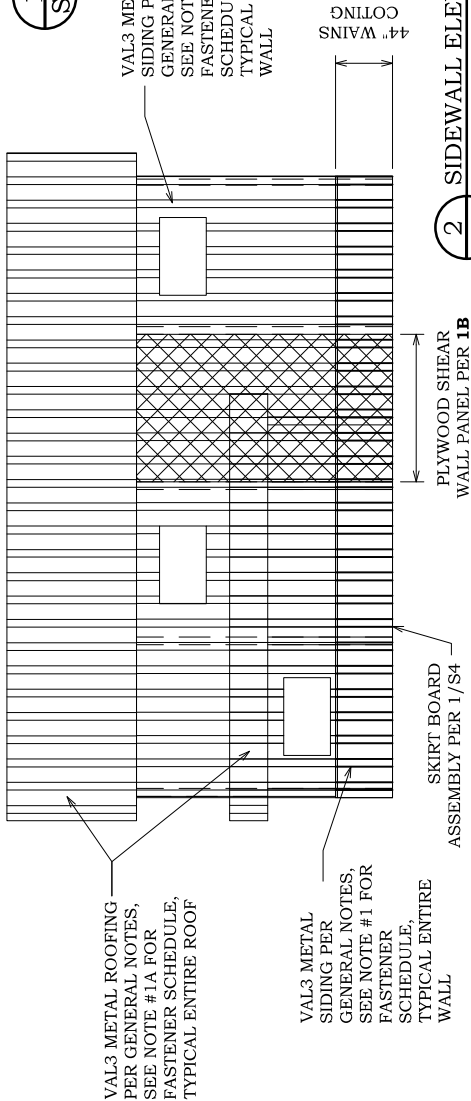 S
VAL3 ME
SIDING P
GENERAL
SEE NOT
FASTENE
SCHEDU
TYPICAL
WALL
44" WAINS
COTING
VAL3 METAL ROOFING
PER GENERAL NOTES,
SEE NOTE #1A FOR
FASTENER SCHEDULE,
TYPICAL ENTIRE ROOF
VAL3 METAL
SIDING PER
GENERAL NOTES,
SEE NOTE #1 FOR
FASTENER
SCHEDULE,
TYPICAL ENTIRE
WALL
SKIRT BOARD
ASSEMBLY PER 1/S4
PLYWOOD SHEAR
WALL PANEL PER 1B
2 SIDEWALL ELE